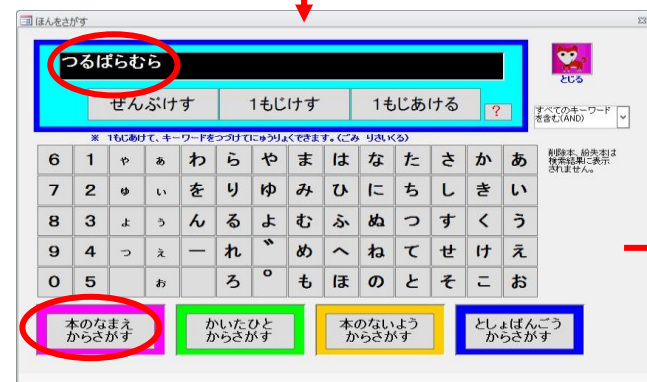 ほんをさがす
つるばらむら
とじる
ぜんぶけす 1もじけす 1もじあける ?
すべてのキーワード
を含む(AND)
※ 1もじあけて、キーワードをつづけてにゅうりょくできます。(ごみ りさいくる)
削除本、紛失本は
検索結果に表示
されません。
6 1 ゃ ぁ わ ら や ま は な た さ か あ
7 2 ゅ ぃ を り ゆ み ひ に ち し き い
8 3 ょ ぅ ん る よ む ふ ぬ つ す く う
9 4 っ ぇ ー れ ゛ め へ ね て せ け え
0 5 ぉ ろ ゜ も ほ の と そ こ お
本のなまえ
からさがす
かいたひと
からさがす
本のないよう
からさがす
としょばんごう
からさがす